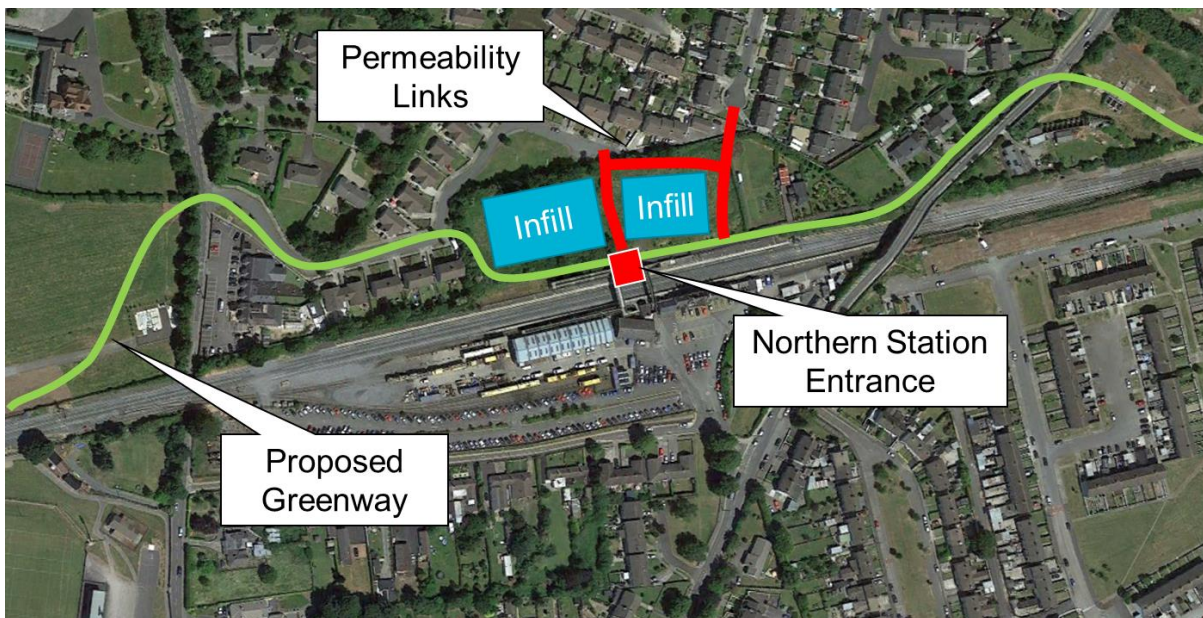 Permeability
Links
Infill
Infill
Northern Station
Entrance
Proposed
Greenway